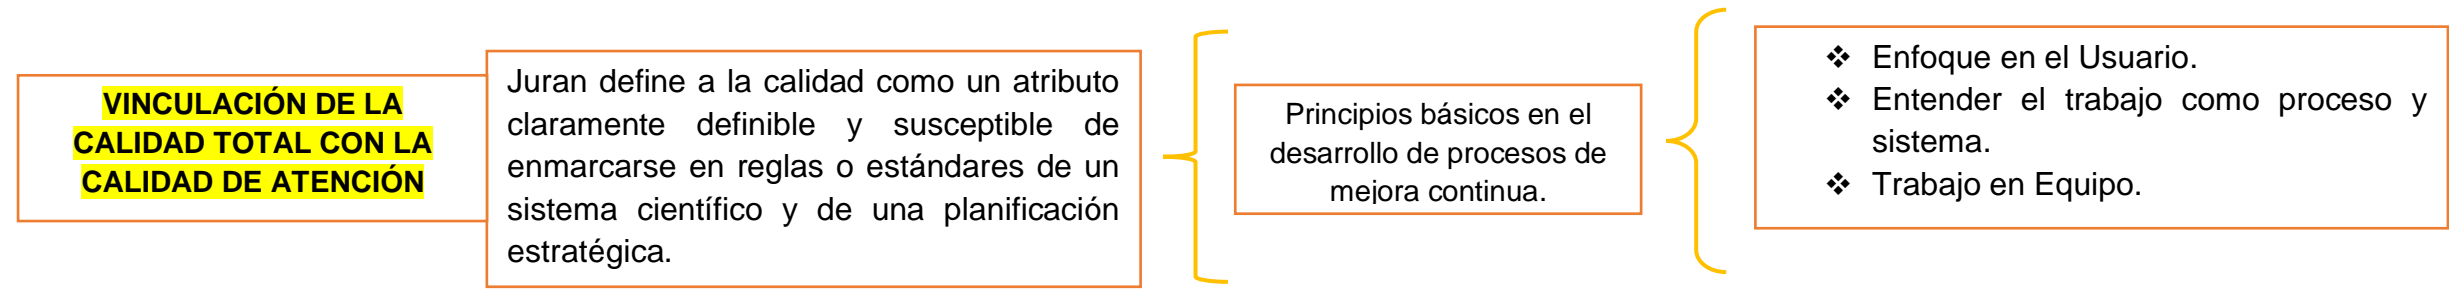 VINCULACIÓN DE LA
CALIDAD TOTAL CON LA
CALIDAD DE ATENCIÓN
Juran define a la calidad como un atributo
claramente definible y susceptible de
enmarcarse en reglas o estándares de un
sistema científico y de una planificación
estratégica.
Principios básicos en el
desarrollo de procesos de
mejora continua.
❖ Enfoque en el Usuario.
❖ Entender el trabajo como proceso y
sistema.
❖ Trabajo en Equipo.